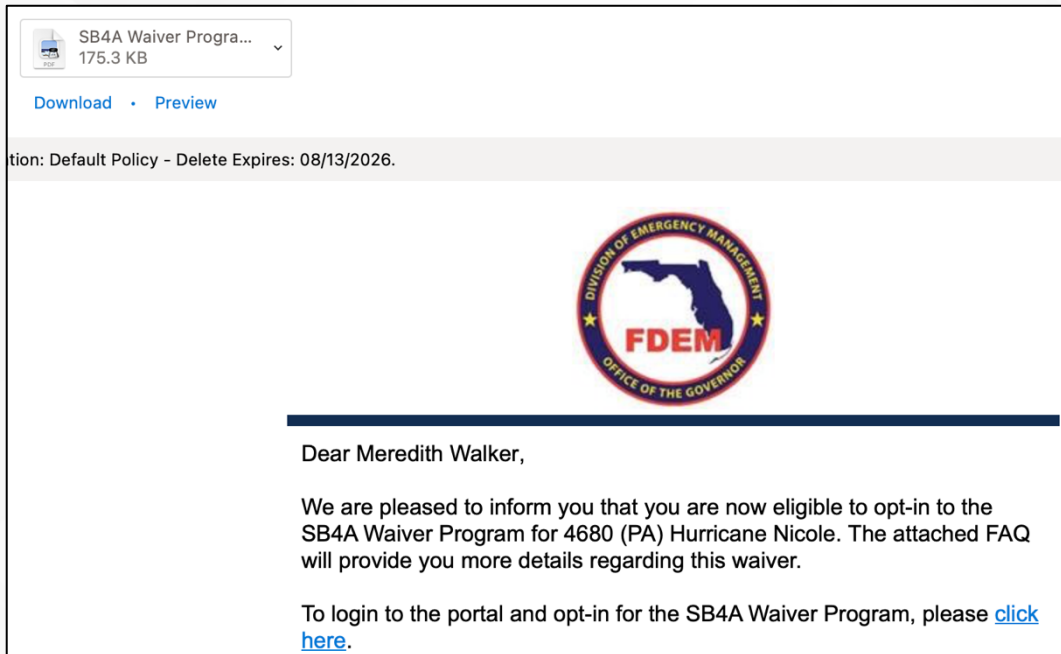 SB4A Waiver Progra...
175.3 KB
PDF
Download • Preview
tion: Default Policy - Delete Expires: 08/13/2026.
DIVISION OF EMERGENCY MANAGEMENT
FDEM
OFFICE OF THE GOVERNOR
Dear Meredith Walker,
We are pleased to inform you that you are now eligible to opt-in to the
SB4A Waiver Program for 4680 (PA) Hurricane Nicole. The attached FAQ
will provide you more details regarding this waiver.
To login to the portal and opt-in for the SB4A Waiver Program, please click
here.